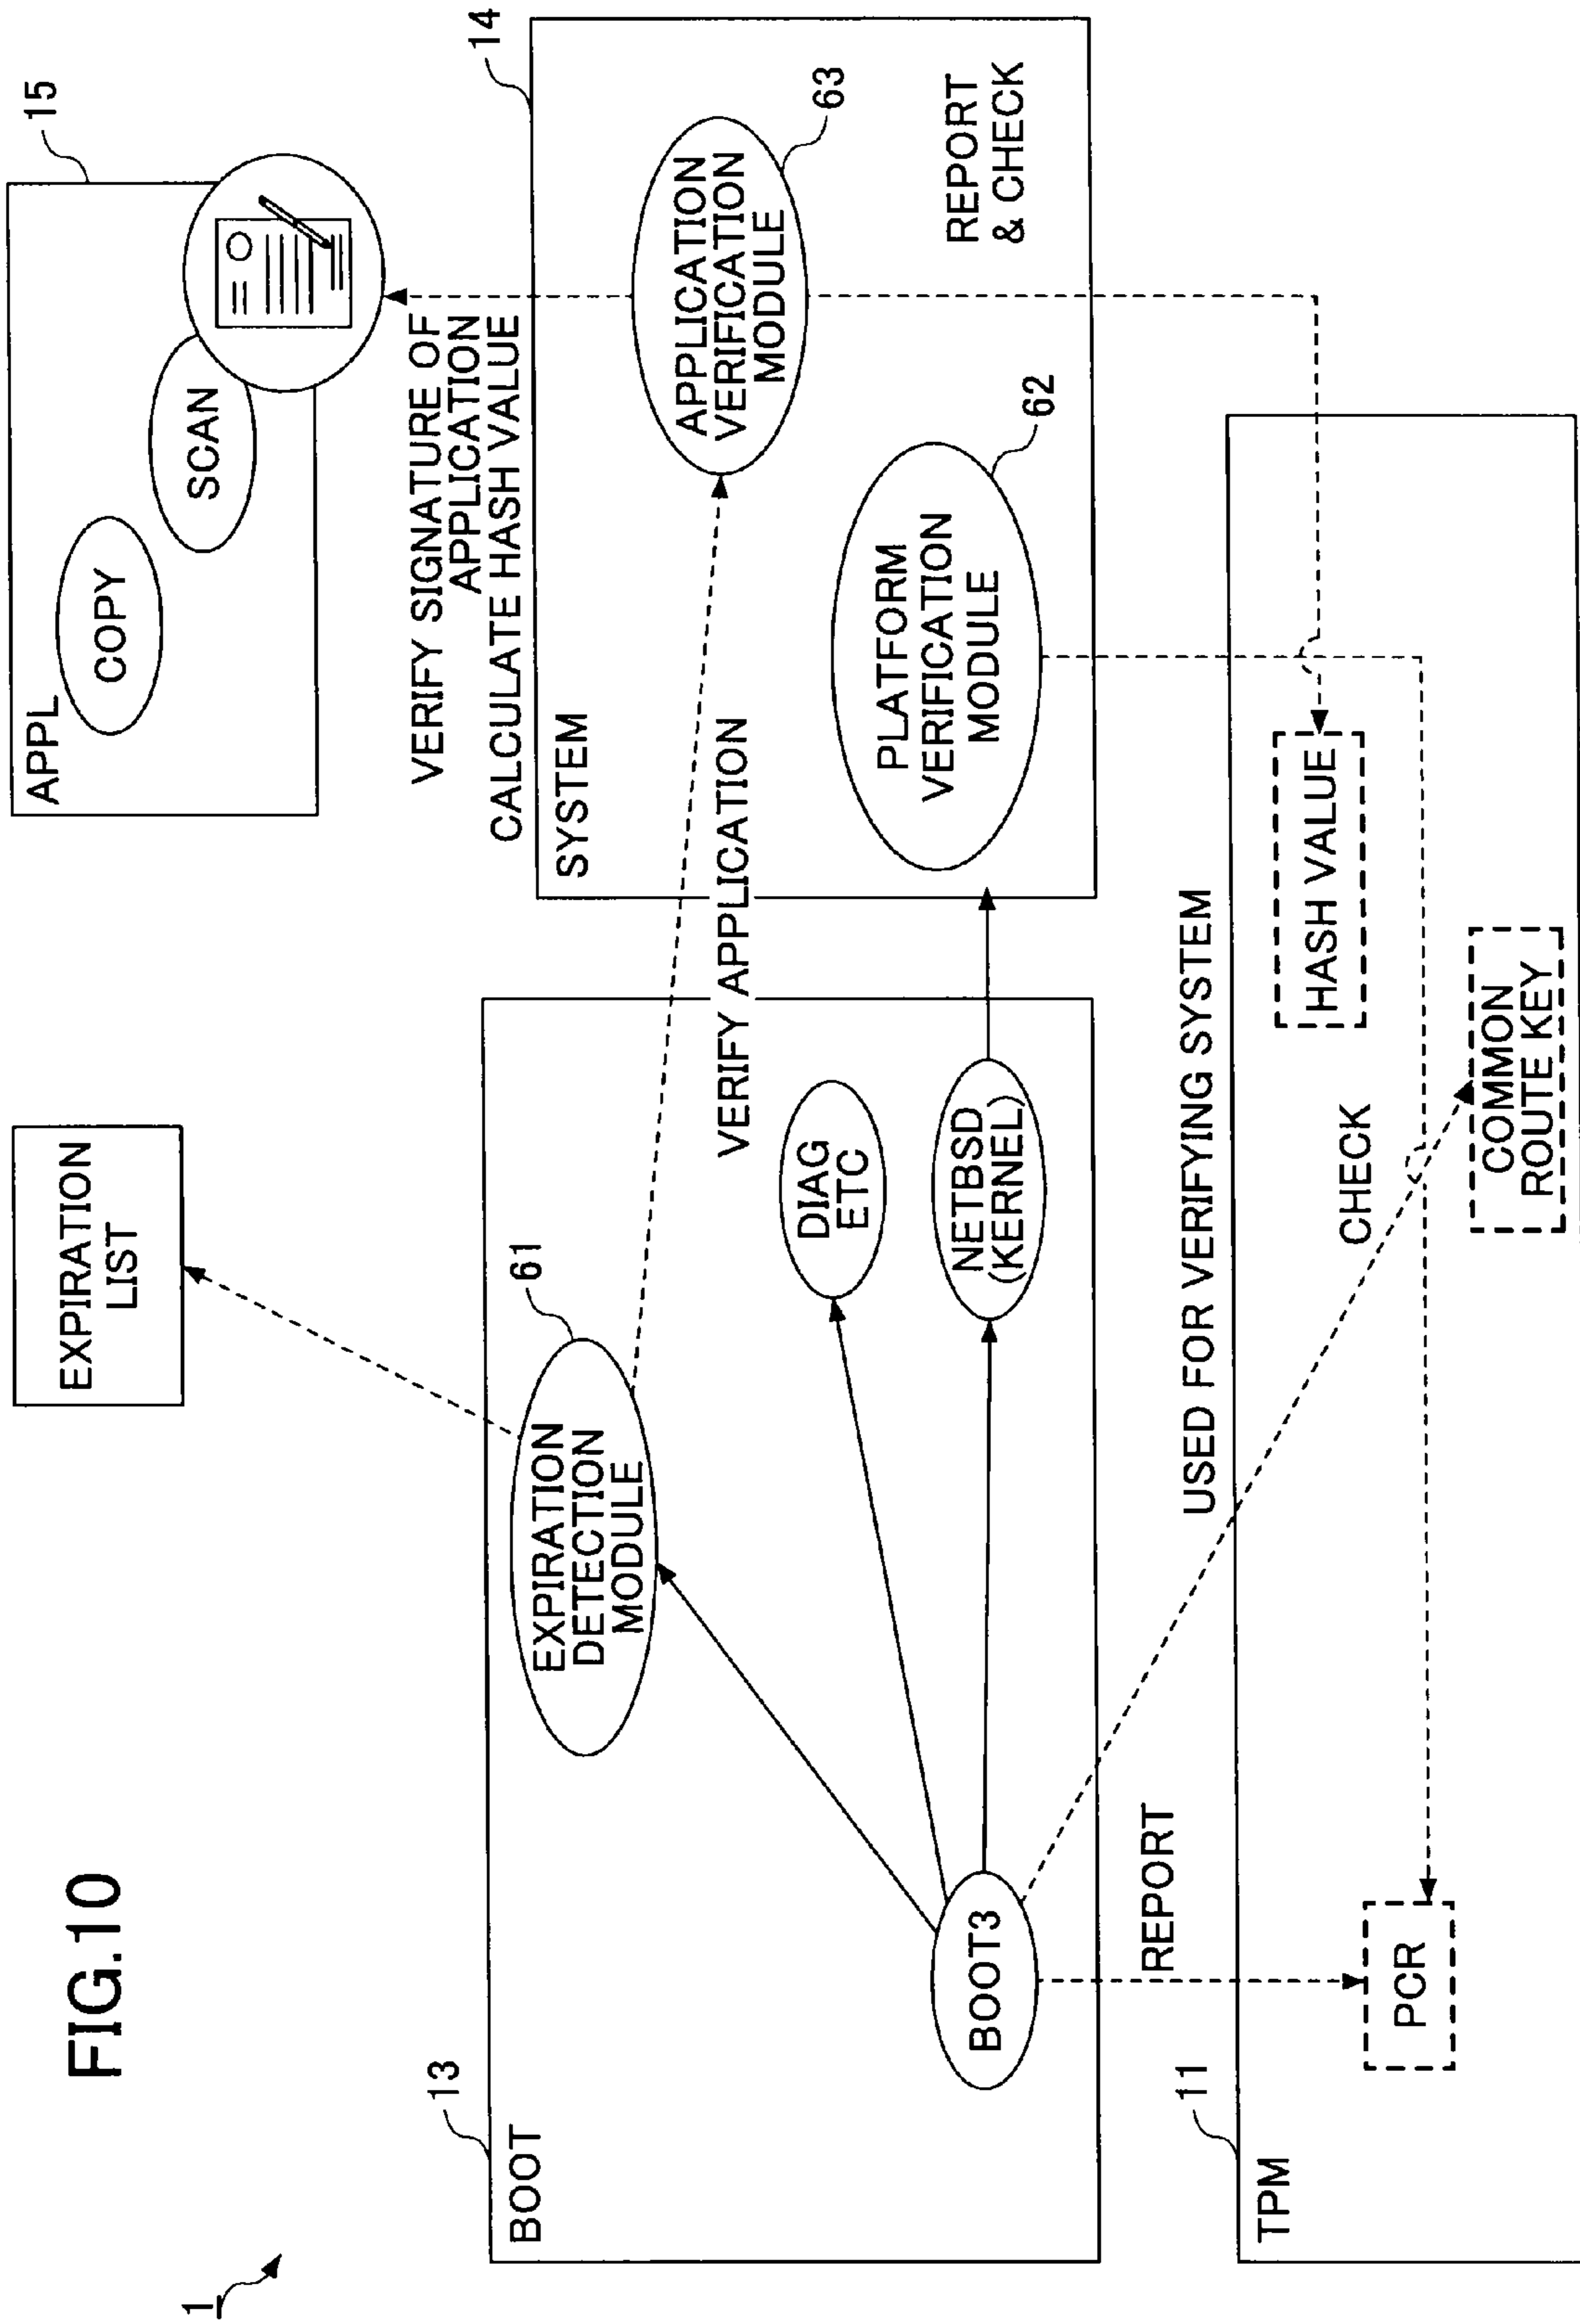 FIG.10
1
EXPIRATION
LIST
APPL
15
COPY
SCAN
VERIFY SIGNATURE OF
APPLICATION
CALCULATE HASH VALUE
13
BOOT
61
EXPIRATION
DETECTION
MODULE
DIAG
ETC
NETBSD
(KERNEL)
BOOT3
VERIFY APPLICATION
14
SYSTEM
APPLICATION
VERIFICATION
MODULE
63
PLATFORM
VERIFICATION
MODULE
62
REPORT
& CHECK
REPORT
USED FOR VERIFYING SYSTEM
11
TPM
PCR
CHECK
HASH VALUE
COMMON
ROUTE KEY